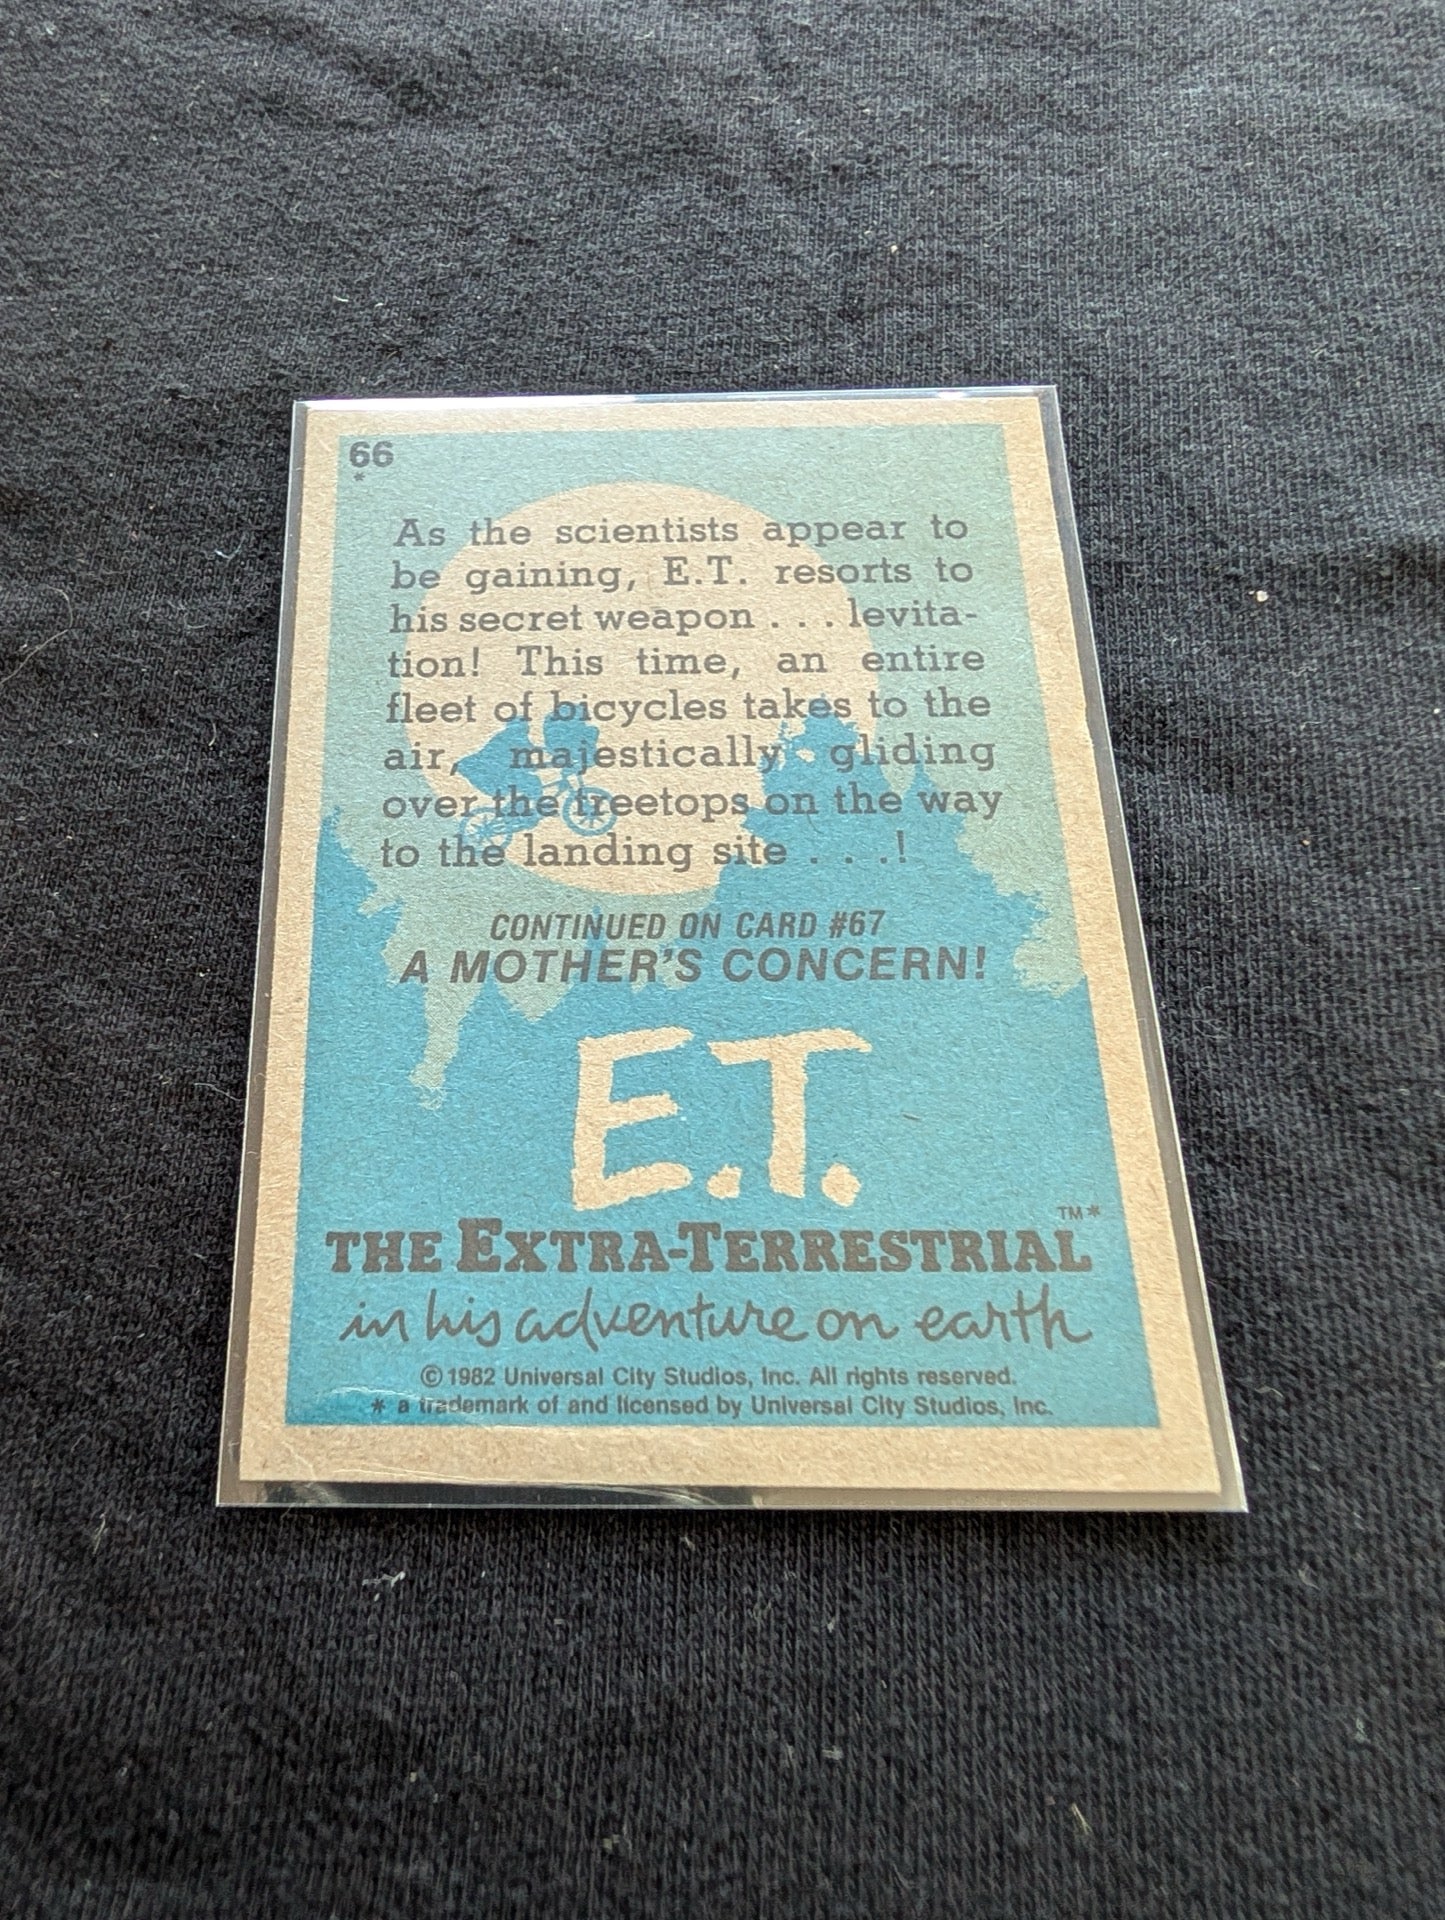 66
*
As the scientists appear to
be gaining, E.T. resorts to
his secret weapon . . . levita-
tion! This time, an entire
fleet of bicycles takes to the
air, majestically gliding
over the treetops on the way
to the landing site . . .!
CONTINUED ON CARD #67
A MOTHER'S CONCERN!
E.T.
THE EXTRA-TERRESTRIAL™*
in his adventure on earth
© 1982 Universal City Studios, Inc. All rights reserved.
* a trademark of and licensed by Universal City Studios, Inc.